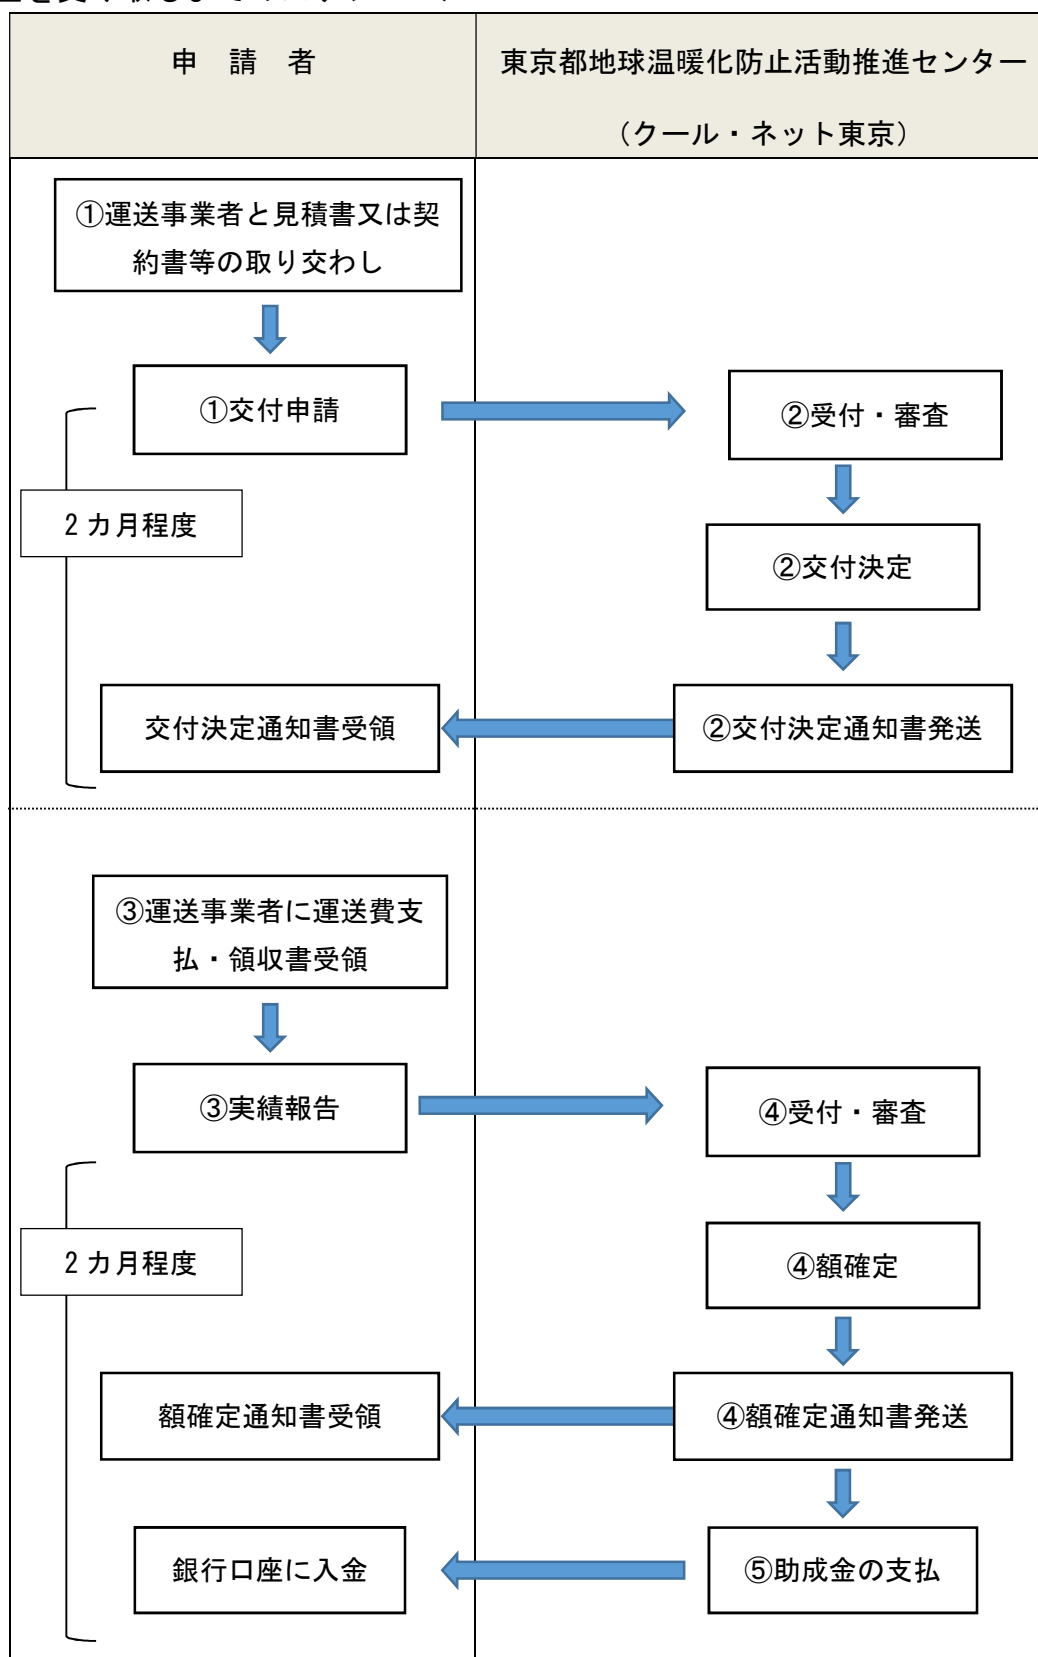 申　請　者
東京都地球温暖化防止活動推進センター
（クール・ネット東京）
①運送事業者と見積書又は契
約書等の取り交わし
①交付申請
②受付・審査
2カ月程度
②交付決定
交付決定通知書受領
②交付決定通知書発送
③運送事業者に運送費支
払・領収書受領
③実績報告
④受付・審査
2カ月程度
④額確定
額確定通知書受領
④額確定通知書発送
銀行口座に入金
⑤助成金の支払